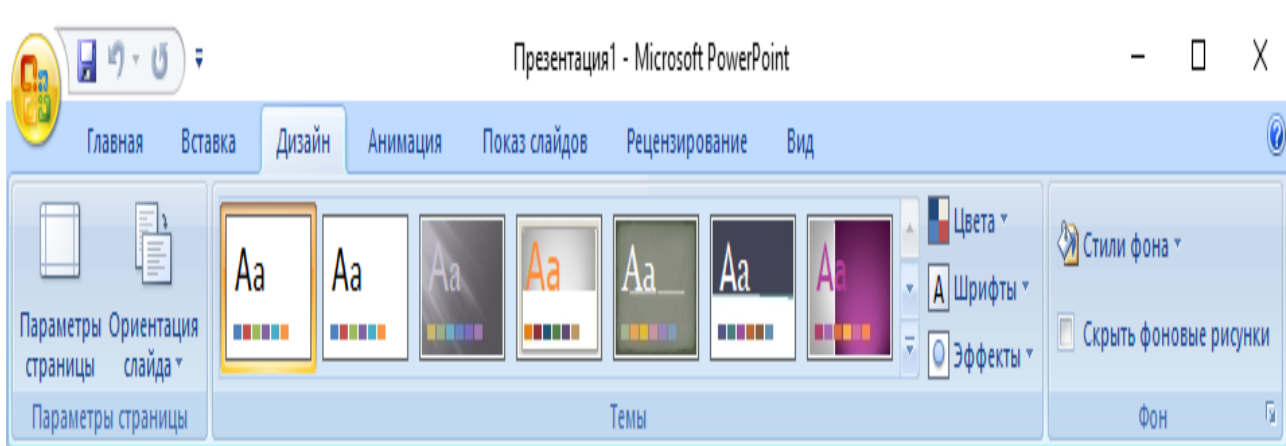 Презентация1 - Microsoft PowerPoint
Главная Вставка Дизайн Анимация Показ слайдов Рецензирование Вид
Параметры страницы
Ориентация слайда
Aa Aa Aa Aa Aa Aa Aa
Цвета
A Шрифты
Эффекты
Стили фона
Скрыть фоновые рисунки
Параметры страницы
Темы
Фон